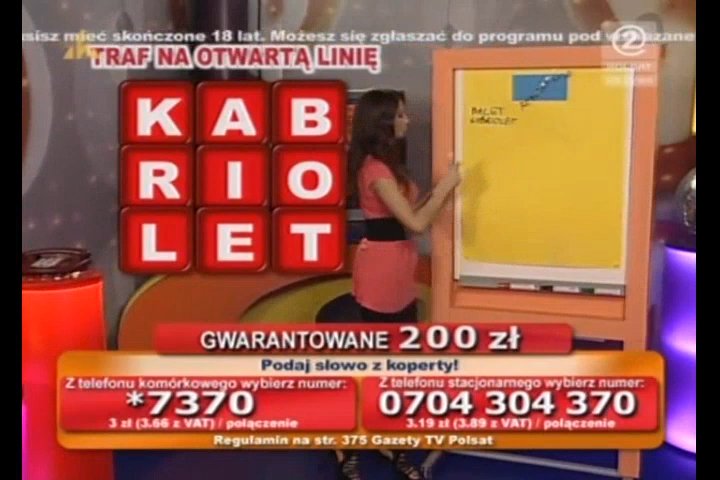 sisz mieć skończone 18 lat. Możesz się zgłaszać do programu pod wskazane
TRAF NA OTWARTĄ LINIĘ
2
KAB
RIO
LET
BALET
KABRIOLET
GWARANTOWANE 200 zł
Podaj słowo z koperty!
Z telefonu komórkowego wybierz numer:
*7370
3 zł (3.66 z VAT) / połączenie
Z telefonu stacjonarnego wybierz numer:
0704 304 370
3.19 zł (3.89 z VAT) / połączenie
Regulamin na str. 375 Gazety TV Polsat